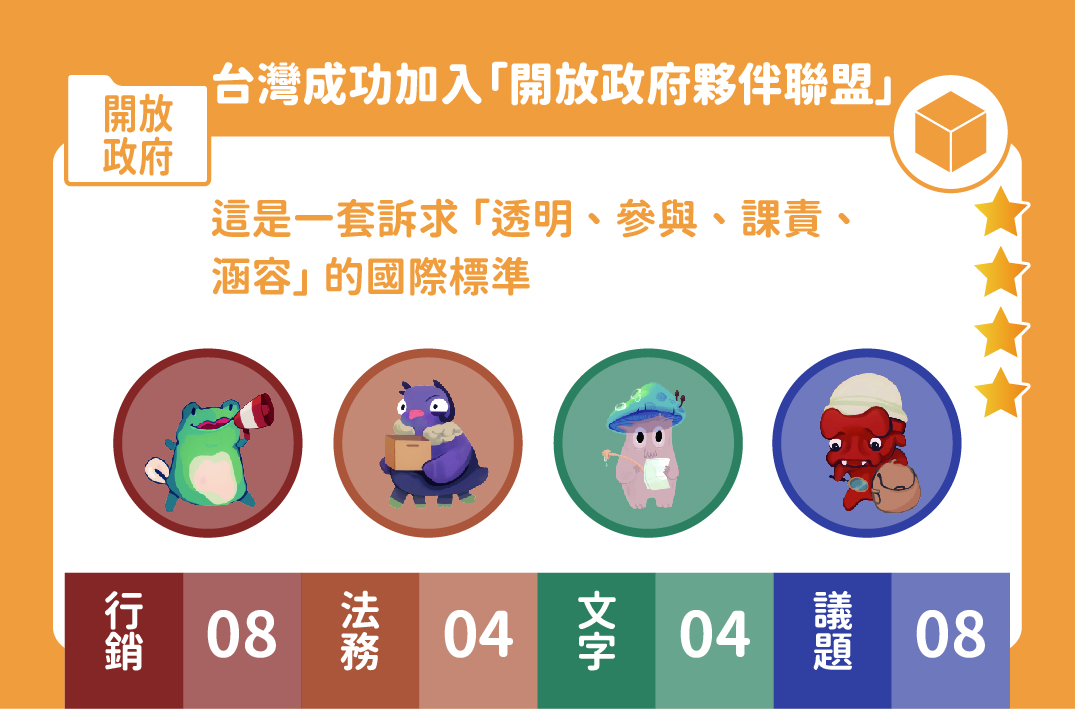 台灣成功加入「開放政府夥伴聯盟」
開放
政府
這是一套訴求「透明、參與、課責、
涵容」的國際標準
行銷 08 法務 04 文字 04 議題 08